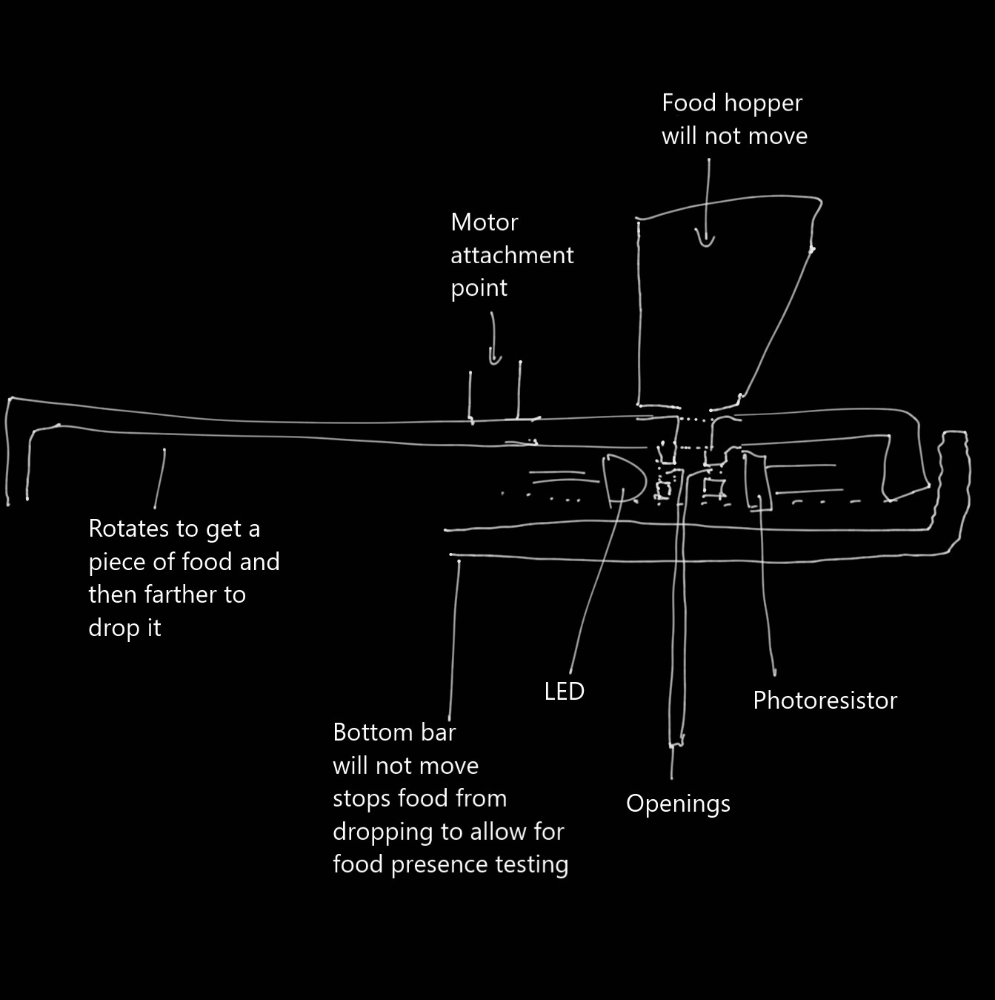 Food hopper
will not move
Motor
attachment
point
Rotates to get a
piece of food and
then farther to
drop it
LED
Photoresistor
Bottom bar
will not move
stops food from
dropping to allow for
food presence testing
Openings